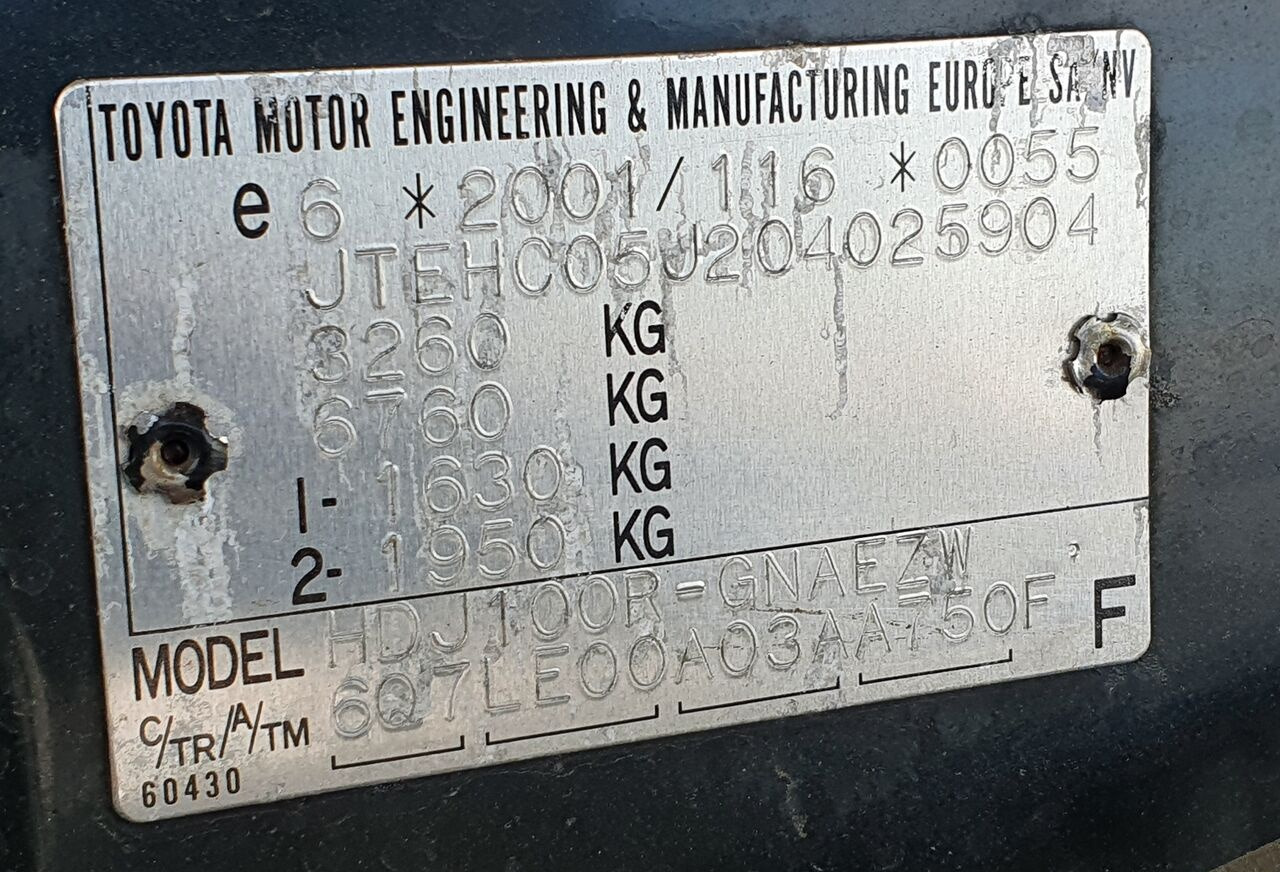 TOYOTA MOTOR ENGINEERING & MANUFACTURING EUROPE SA/NV
e6 *2001/116 *0055
JTEHC05J204025904
3260 KG
6760 KG
1- 1630 KG
2- 1950 KG
MODEL HDJ100R-GNAEZW F
C/TR/A/TM 6Q7LE00A03AA750F
60430